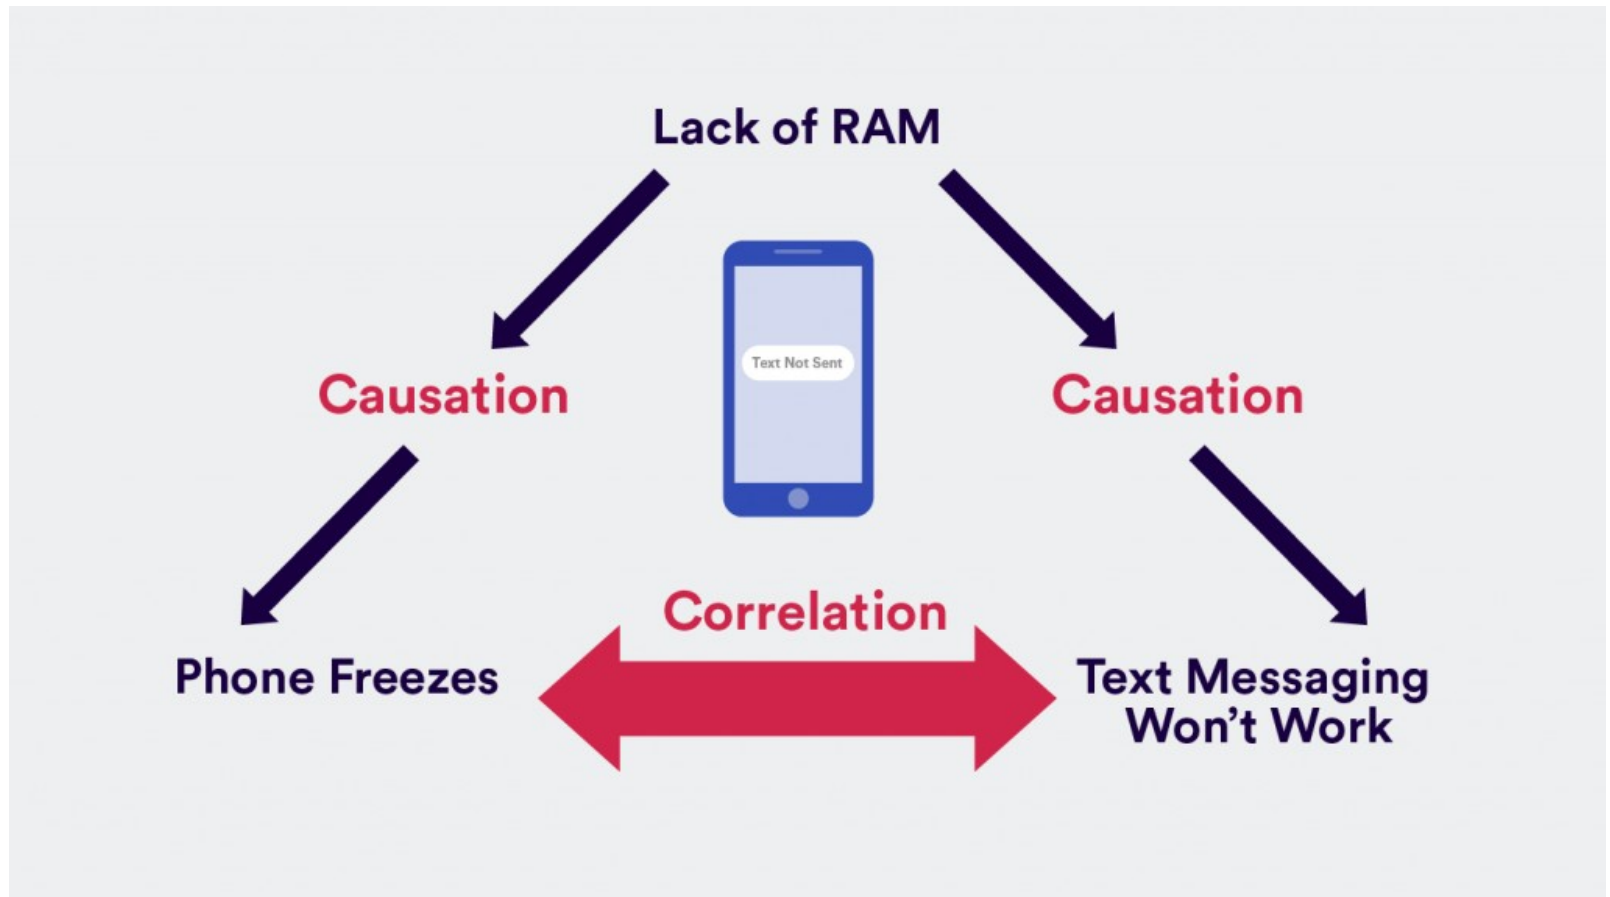 Lack of RAM
Text Not Sent
Causation
Causation
Correlation
Phone Freezes
Text Messaging
Won’t Work